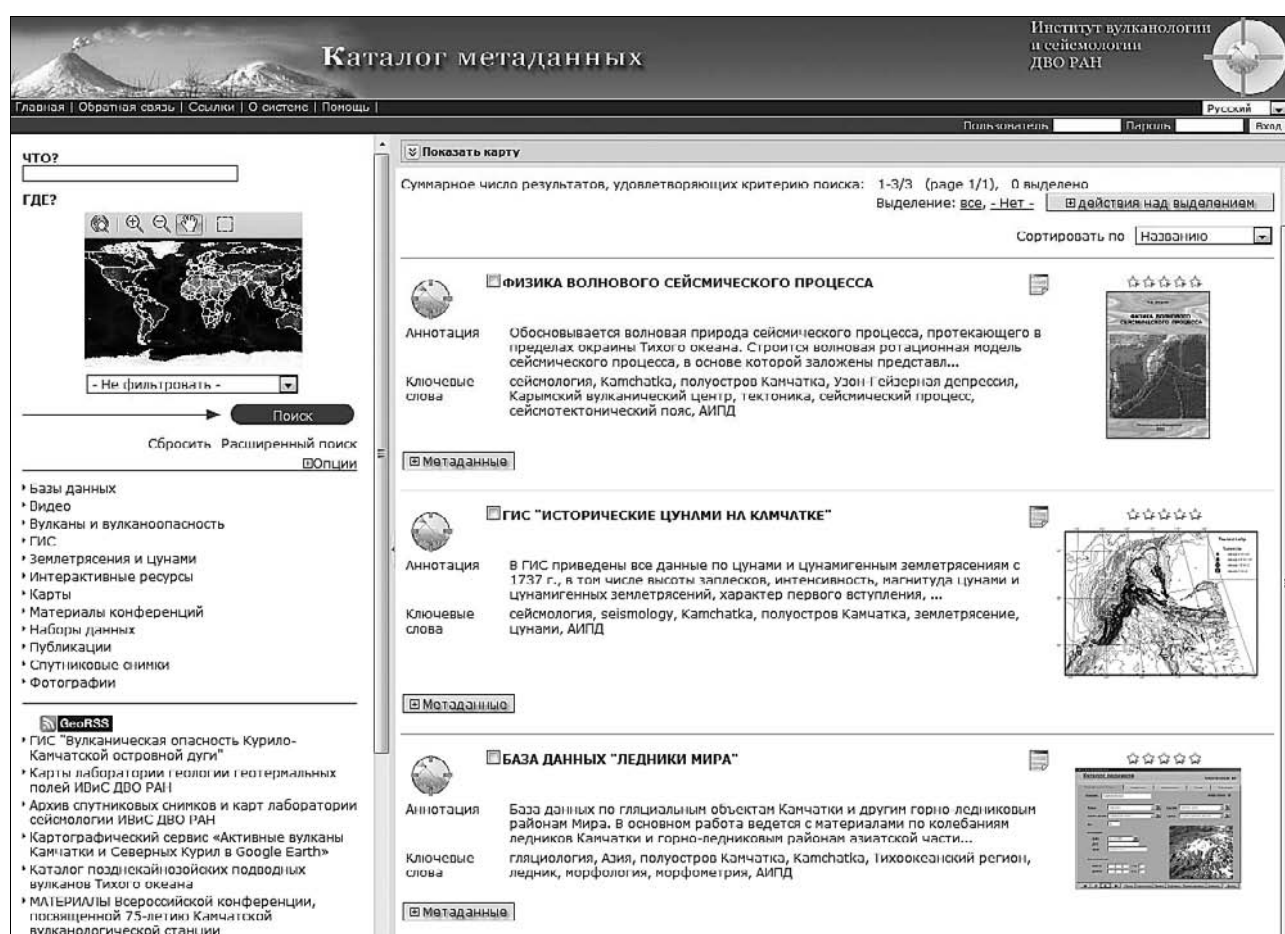 Каталог метаданных
Институт вулканологии
и сейсмологии
ДВО РАН
Главная | Обратная связь | Ссылки | О системе | Помощь |
Русский
Пользователь
Пароль
Вход
ЧТО?
ГДЕ?
- Не фильтровать -
Поиск
Сбросить Расширенный поиск
Опции
Базы данных
Видео
Вулканы и вулканоопасность
ГИС
Землетрясения и цунами
Интерактивные ресурсы
Карты
Материалы конференций
Наборы данных
Публикации
Спутниковые снимки
Фотографии
GeoRSS
ГИС "Вулканическая опасность Курило-
Камчатской островной дуги"
Карты лаборатории геологии геотермальных
полей ИВиС ДВО РАН
Архив спутниковых снимков и карт лаборатории
сейсмологии ИВиС ДВО РАН
Картографический сервис «Активные вулканы
Камчатки и Северных Курил в Google Earth»
Каталог позднекайнозойских подводных
вулканов Тихого океана
МАТЕРИАЛЫ Всероссийской конференции,
посвященной 75-летию Камчатской
вулканологической станции
Показать карту
Суммарное число результатов, удовлетворяющих критерию поиска: 1-3/3 (page 1/1), 0 выделено
Выделение: все, - Нет - действия над выделением
Сортировать по Названию
ФИЗИКА ВОЛНОВОГО СЕЙСМИЧЕСКОГО ПРОЦЕССА
Аннотация
Обосновывается волновая природа сейсмического процесса, протекающего в
пределах окраины Тихого океана. Строится волновая ротационная модель
сейсмического процесса, в основе которой заложены представл...
Ключевые
слова
сейсмология, Kamchatka, полуостров Камчатка, Узон-Гейзерная депрессия,
Карымский вулканический центр, тектоника, сейсмический процесс,
сейсмотектонический пояс, АИПД
ФИЗИКА ВОЛНОВОГО
СЕЙСМИЧЕСКОГО ПРОЦЕССА
Метаданные
ГИС "ИСТОРИЧЕСКИЕ ЦУНАМИ НА КАМЧАТКЕ"
Аннотация
В ГИС приведены все данные по цунами и цунамигенным землетрясениям с
1737 г., в том числе высоты заплесков, интенсивность, магнитуда цунами и
цунамигенных землетрясений, характер первого вступления, ...
Ключевые
слова
сейсмология, seismology, Kamchatka, полуостров Камчатка, землетрясение,
цунами, АИПД
Метаданные
БАЗА ДАННЫХ "ЛЕДНИКИ МИРА"
Аннотация
База данных по гляциальным объектам Камчатки и другим горно-ледниковым
районам Мира. В основном работа ведется с материалами по колебаниям
ледников Камчатки и горно-ледниковым районам азиатской части...
Ключевые
слова
гляциология, Азия, полуостров Камчатка, Kamchatka, Тихоокеанский регион,
ледник, морфология, морфометрия, АИПД
Метаданные